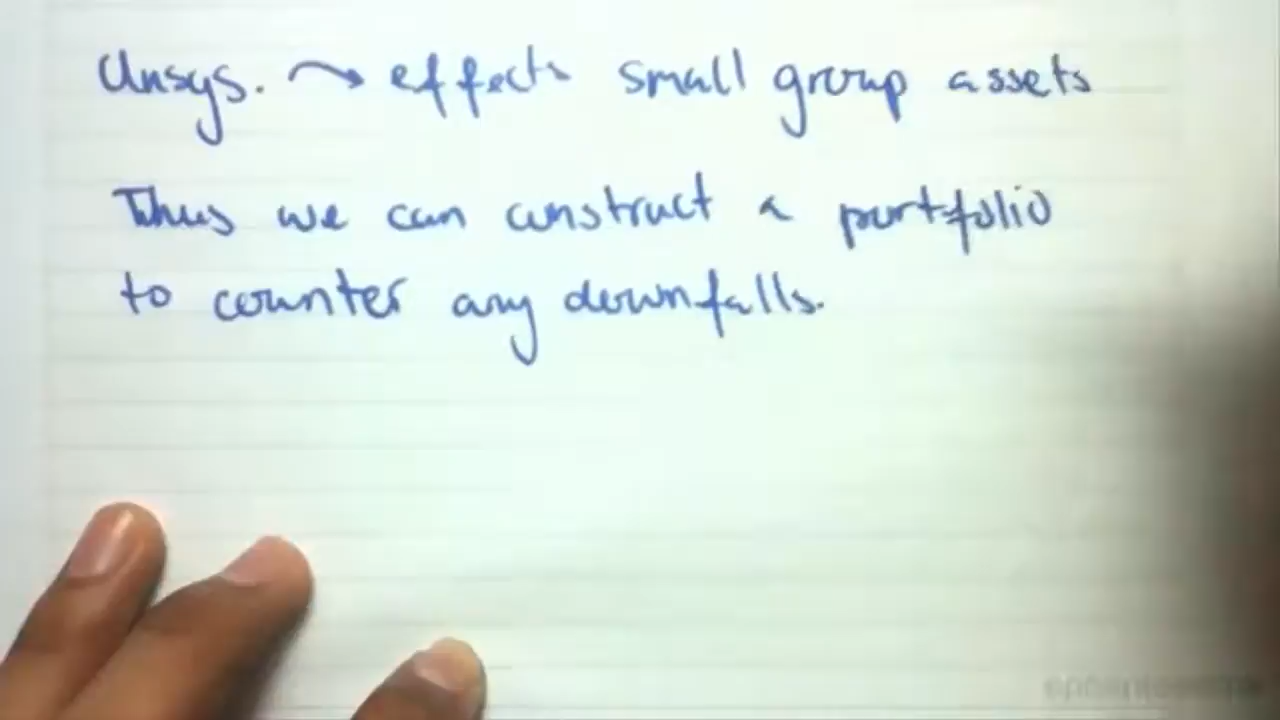 Unsys. → effects small group assets
Thus we can construct a portfolio
to counter any downfalls.